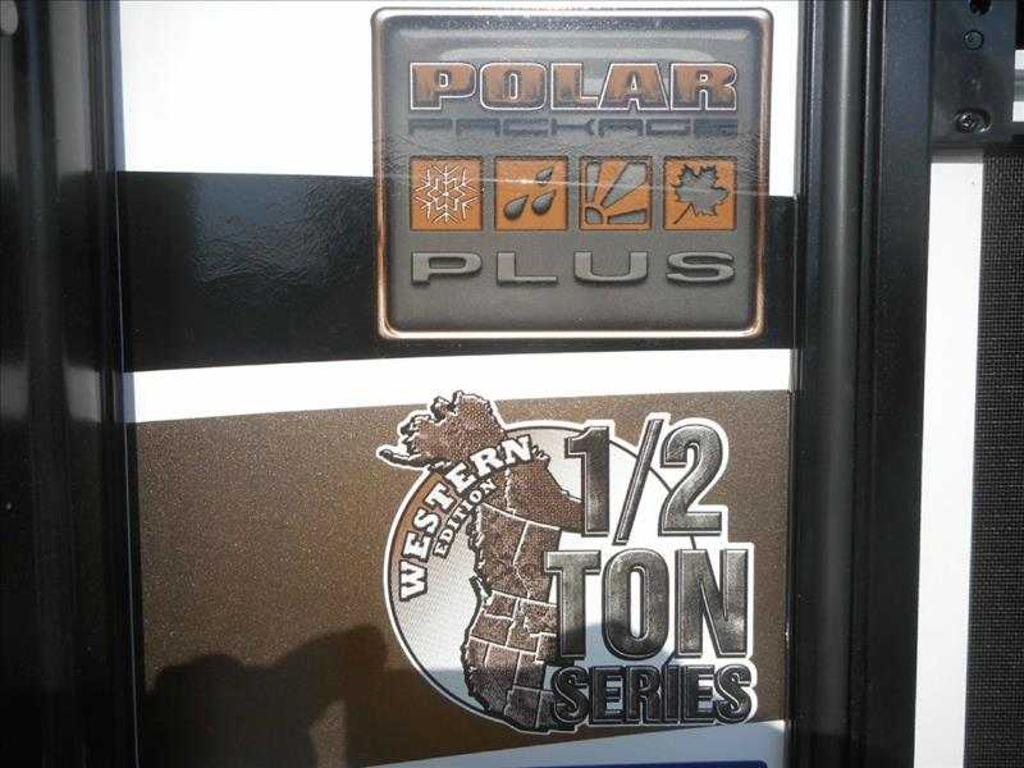 POLAR
PACKAGE
PLUS
WESTERN
EDITION
1/2
TON
SERIES